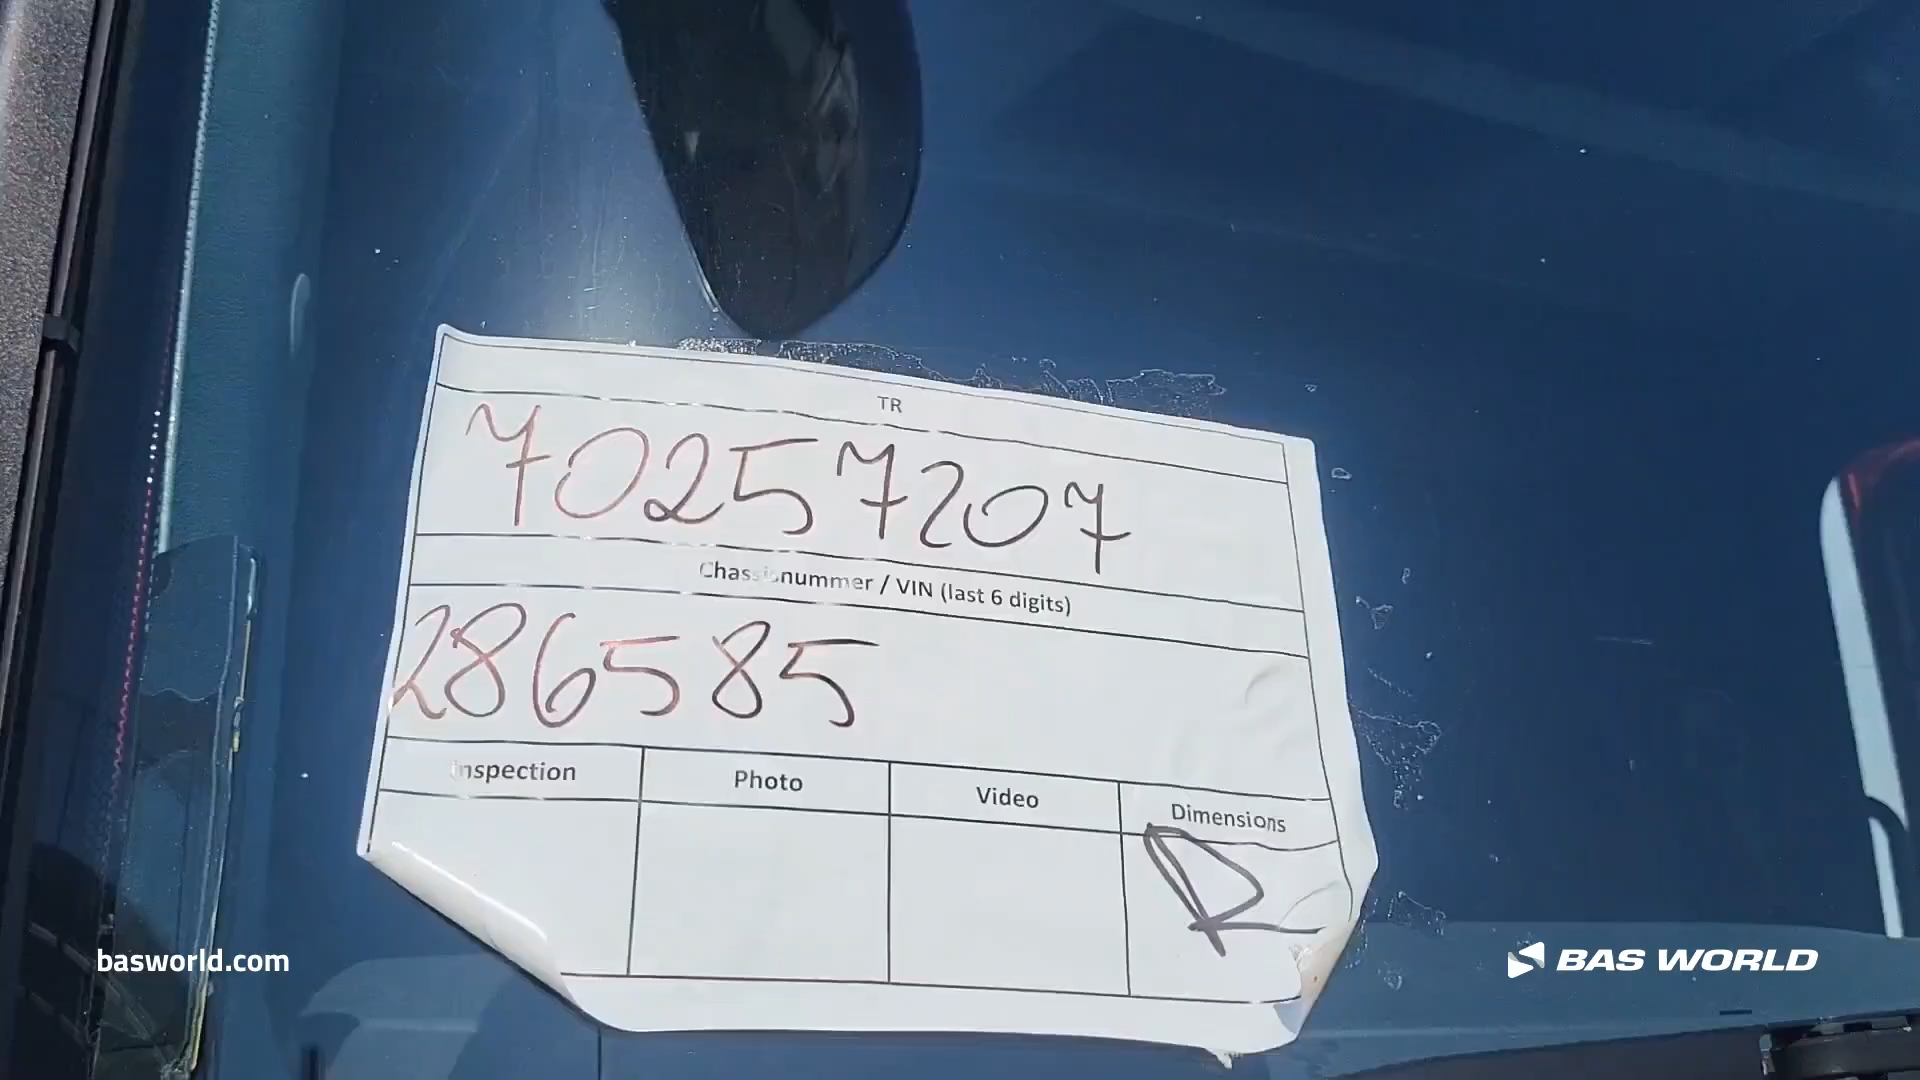 TR
70257207
Chassisnummer / VIN (last 6 digits)
286585
Inspection Photo Video Dimensions
basworld.com
BAS WORLD